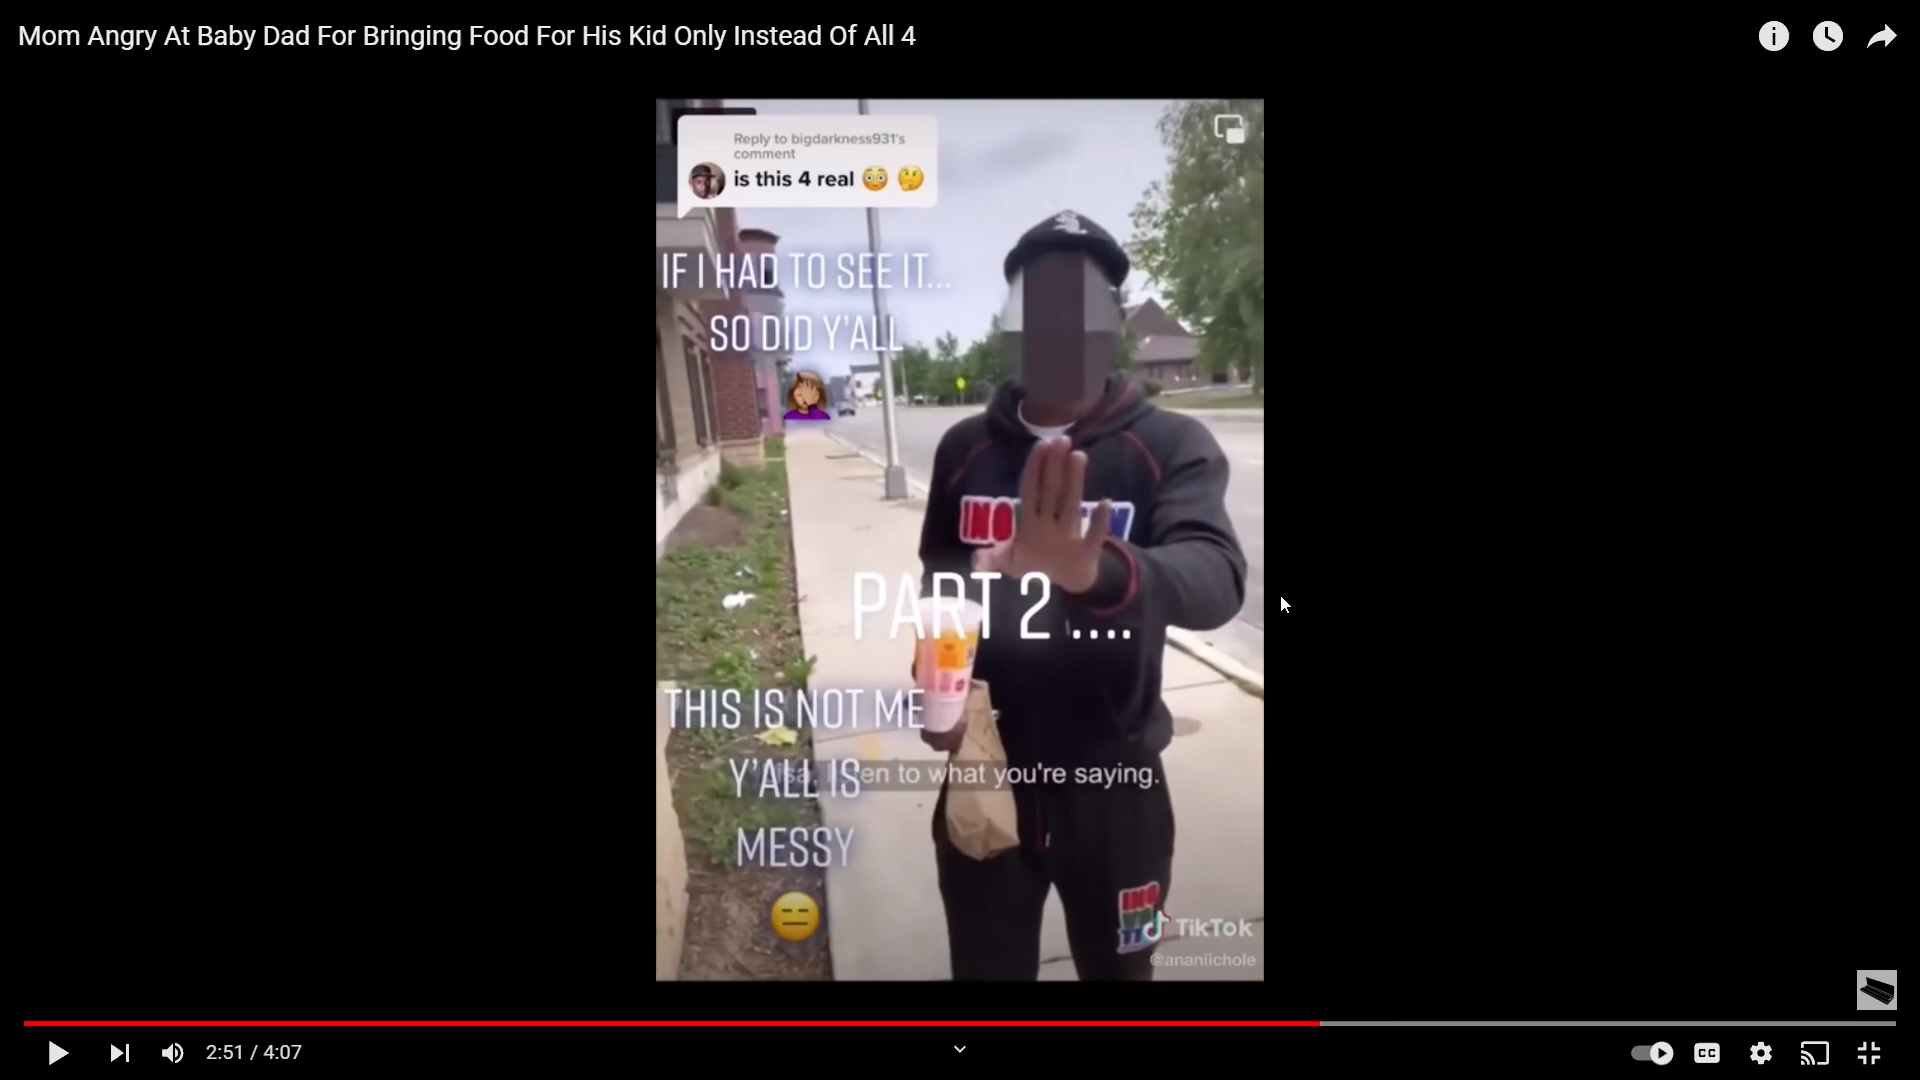 Mom Angry At Baby Dad For Bringing Food For His Kid Only Instead Of All 4
Reply to bigdarkness931's
comment
is this 4 real 😳 🤔
IF I HAD TO SEE IT...
SO DID Y'ALL
PART 2 ....
THIS IS NOT ME
Y'ALL IS
en to what you're saying.
MESSY
TikTok
@ananiichole
2:51 / 4:07
CC